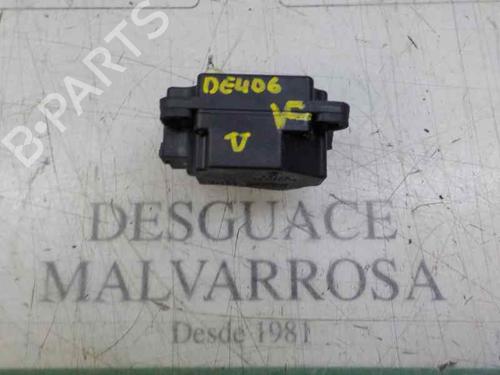 B-PARTS
DE406
V
DESGUACE
MALVARROSA
Desde 1981